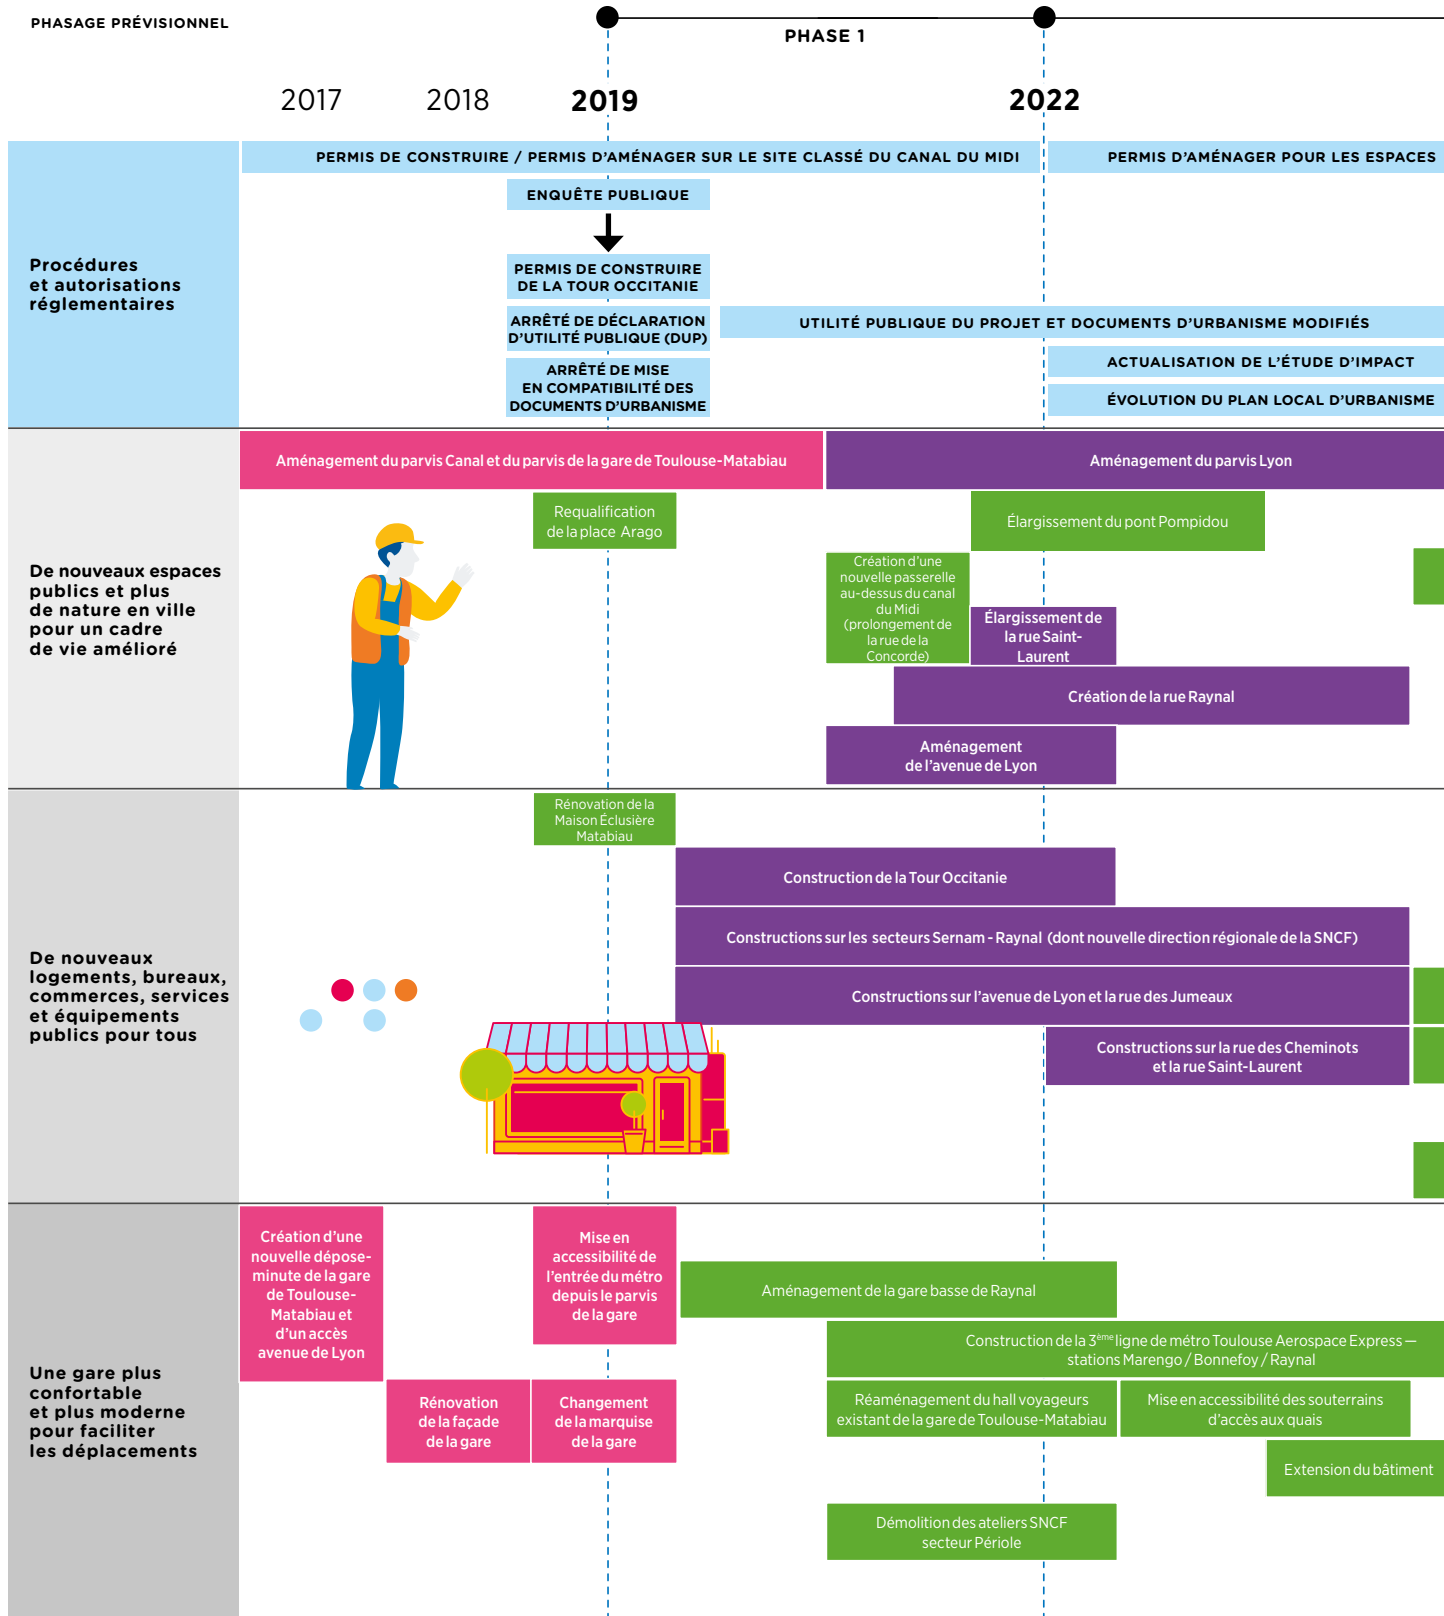 PHASAGE PRÉVISIONNEL
PHASE 1
2017
2018
2019
2022
Procédures
et autorisations
réglementaires
PERMIS DE CONSTRUIRE / PERMIS D’AMÉNAGER SUR LE SITE CLASSÉ DU CANAL DU MIDI
PERMIS D’AMÉNAGER POUR LES ESPACES
ENQUÊTE PUBLIQUE
PERMIS DE CONSTRUIRE
DE LA TOUR OCCITANIE
ARRÊTÉ DE DÉCLARATION
D’UTILITÉ PUBLIQUE (DUP)
UTILITÉ PUBLIQUE DU PROJET ET DOCUMENTS D’URBANISME MODIFIÉS
ARRÊTÉ DE MISE
EN COMPATIBILITÉ DES
DOCUMENTS D’URBANISME
ACTUALISATION DE L’ÉTUDE D’IMPACT
ÉVOLUTION DU PLAN LOCAL D’URBANISME
De nouveaux espaces
publics et plus
de nature en ville
pour un cadre
de vie amélioré
Aménagement du parvis Canal et du parvis de la gare de Toulouse-Matabiau
Aménagement du parvis Lyon
Requalification
de la place Arago
Élargissement du pont Pompidou
Création d’une
nouvelle passerelle
au-dessus du canal
du Midi
(prolongement de
la rue de la
Concorde)
Élargissement de
la rue Saint-
Laurent
Création de la rue Raynal
Aménagement
de l’avenue de Lyon
De nouveaux
logements, bureaux,
commerces, services
et équipements
publics pour tous
Rénovation de la
Maison Éclusière
Matabiau
Construction de la Tour Occitanie
Constructions sur les secteurs Sernam - Raynal (dont nouvelle direction régionale de la SNCF)
Constructions sur l’avenue de Lyon et la rue des Jumeaux
Constructions sur la rue des Cheminots
et la rue Saint-Laurent
Une gare plus
confortable
et plus moderne
pour faciliter
les déplacements
Création d’une
nouvelle dépose-
minute de la gare
de Toulouse-
Matabiau et
d’un accès
avenue de Lyon
Mise en
accessibilité de
l’entrée du métro
depuis le parvis
de la gare
Aménagement de la gare basse de Raynal
Construction de la 3ème ligne de métro Toulouse Aerospace Express —
stations Marengo / Bonnefoy / Raynal
Rénovation
de la façade
de la gare
Changement
de la marquise
de la gare
Réaménagement du hall voyageurs
existant de la gare de Toulouse-Matabiau
Mise en accessibilité des souterrains
d’accès aux quais
Extension du bâtiment
Démolition des ateliers SNCF
secteur Périole